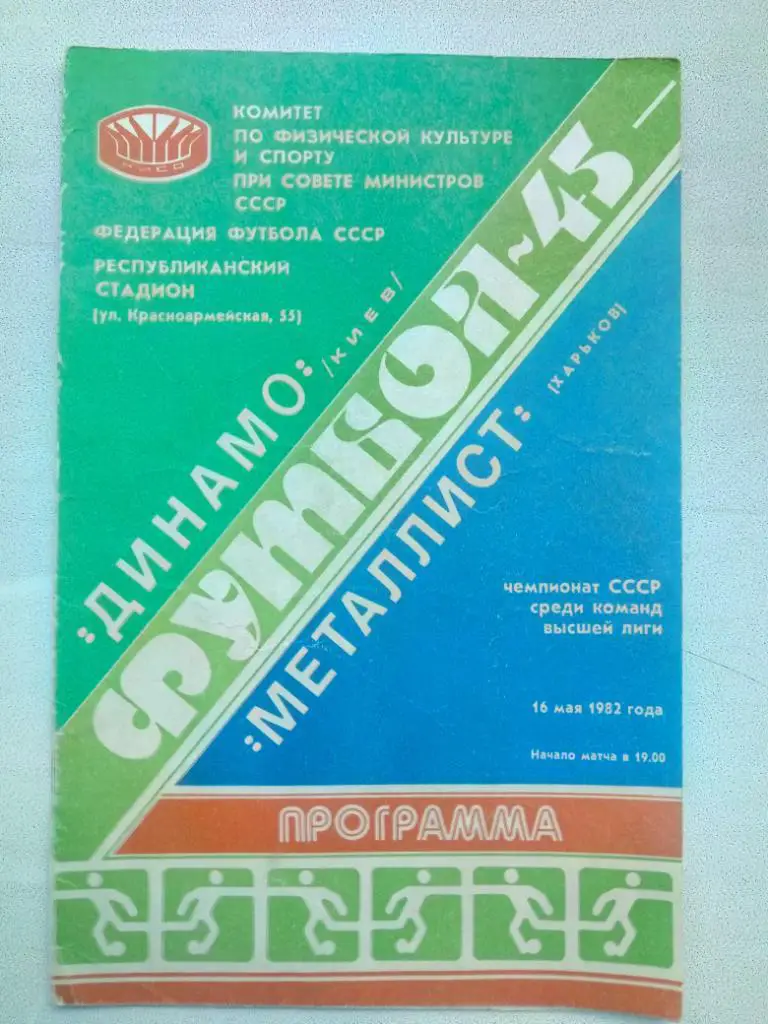 КОМИТЕТ
ПО ФИЗИЧЕСКОЙ КУЛЬТУРЕ
И СПОРТУ
ПРИ СОВЕТЕ МИНИСТРОВ
СССР
ФЕДЕРАЦИЯ ФУТБОЛА СССР
РЕСПУБЛИКАНСКИЙ
СТАДИОН
(ул. Красноармейская, 55)
:ДИНАМО:
/КИЕВ/
ФУТБОЛ-45
:МЕТАЛЛИСТ:
(ХАРЬКОВ)
чемпионат СССР
среди команд
высшей лиги
16 мая 1982 года
Начало матча в 19.00
ПРОГРАММА